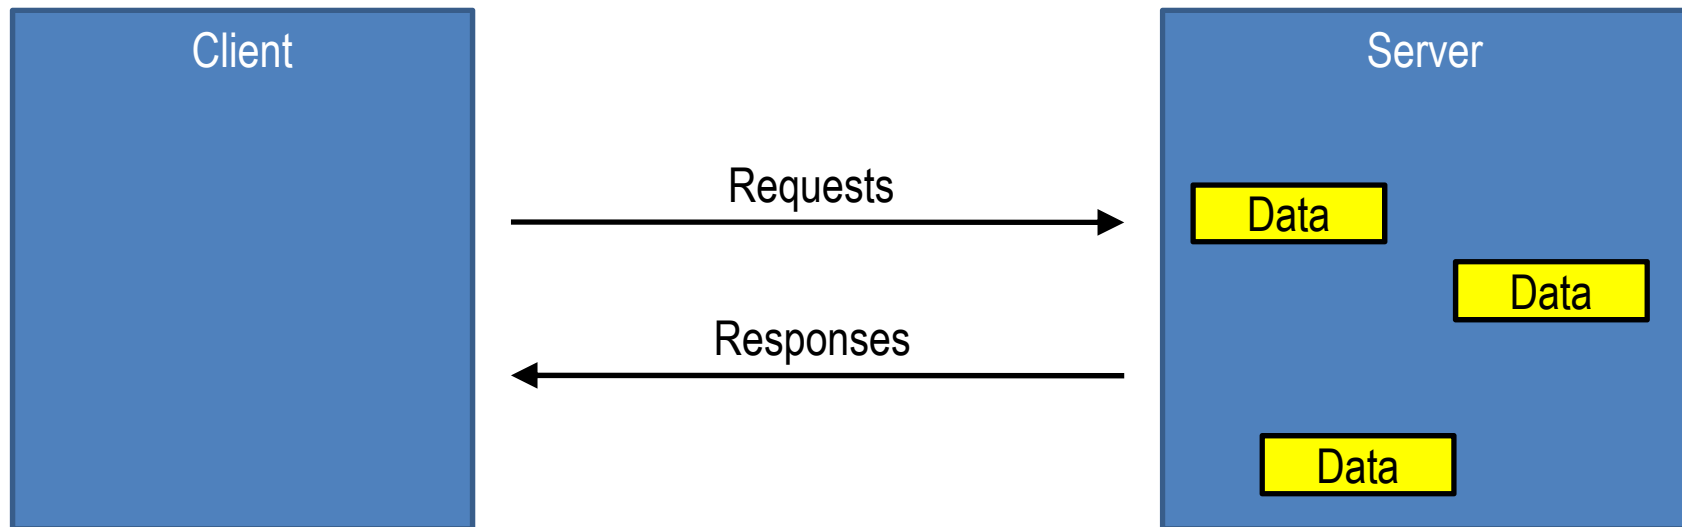 Client
Server
Requests
Data
Data
Responses
Data